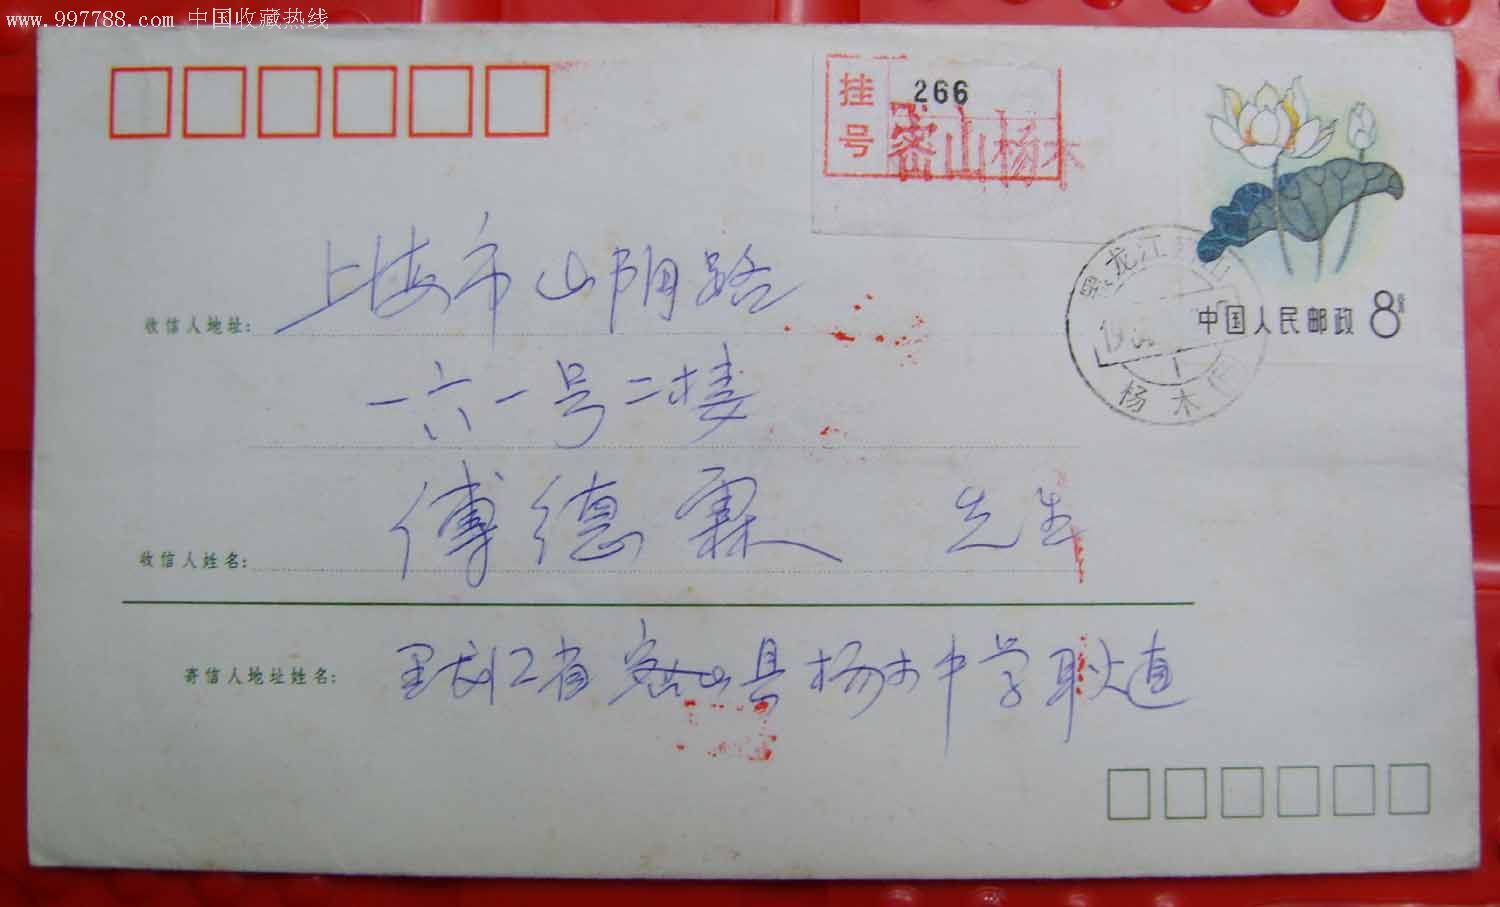 www.997788.com 中国收藏热线
挂号 266
密山杨木
中国人民邮政 8分
黑龙江密山
杨木
收信人地址: 上海市山阴路
一六一号二楼
收信人姓名: 傅德霖 先生
寄信人地址姓名: 黑龙江省密山县杨木中学耿直